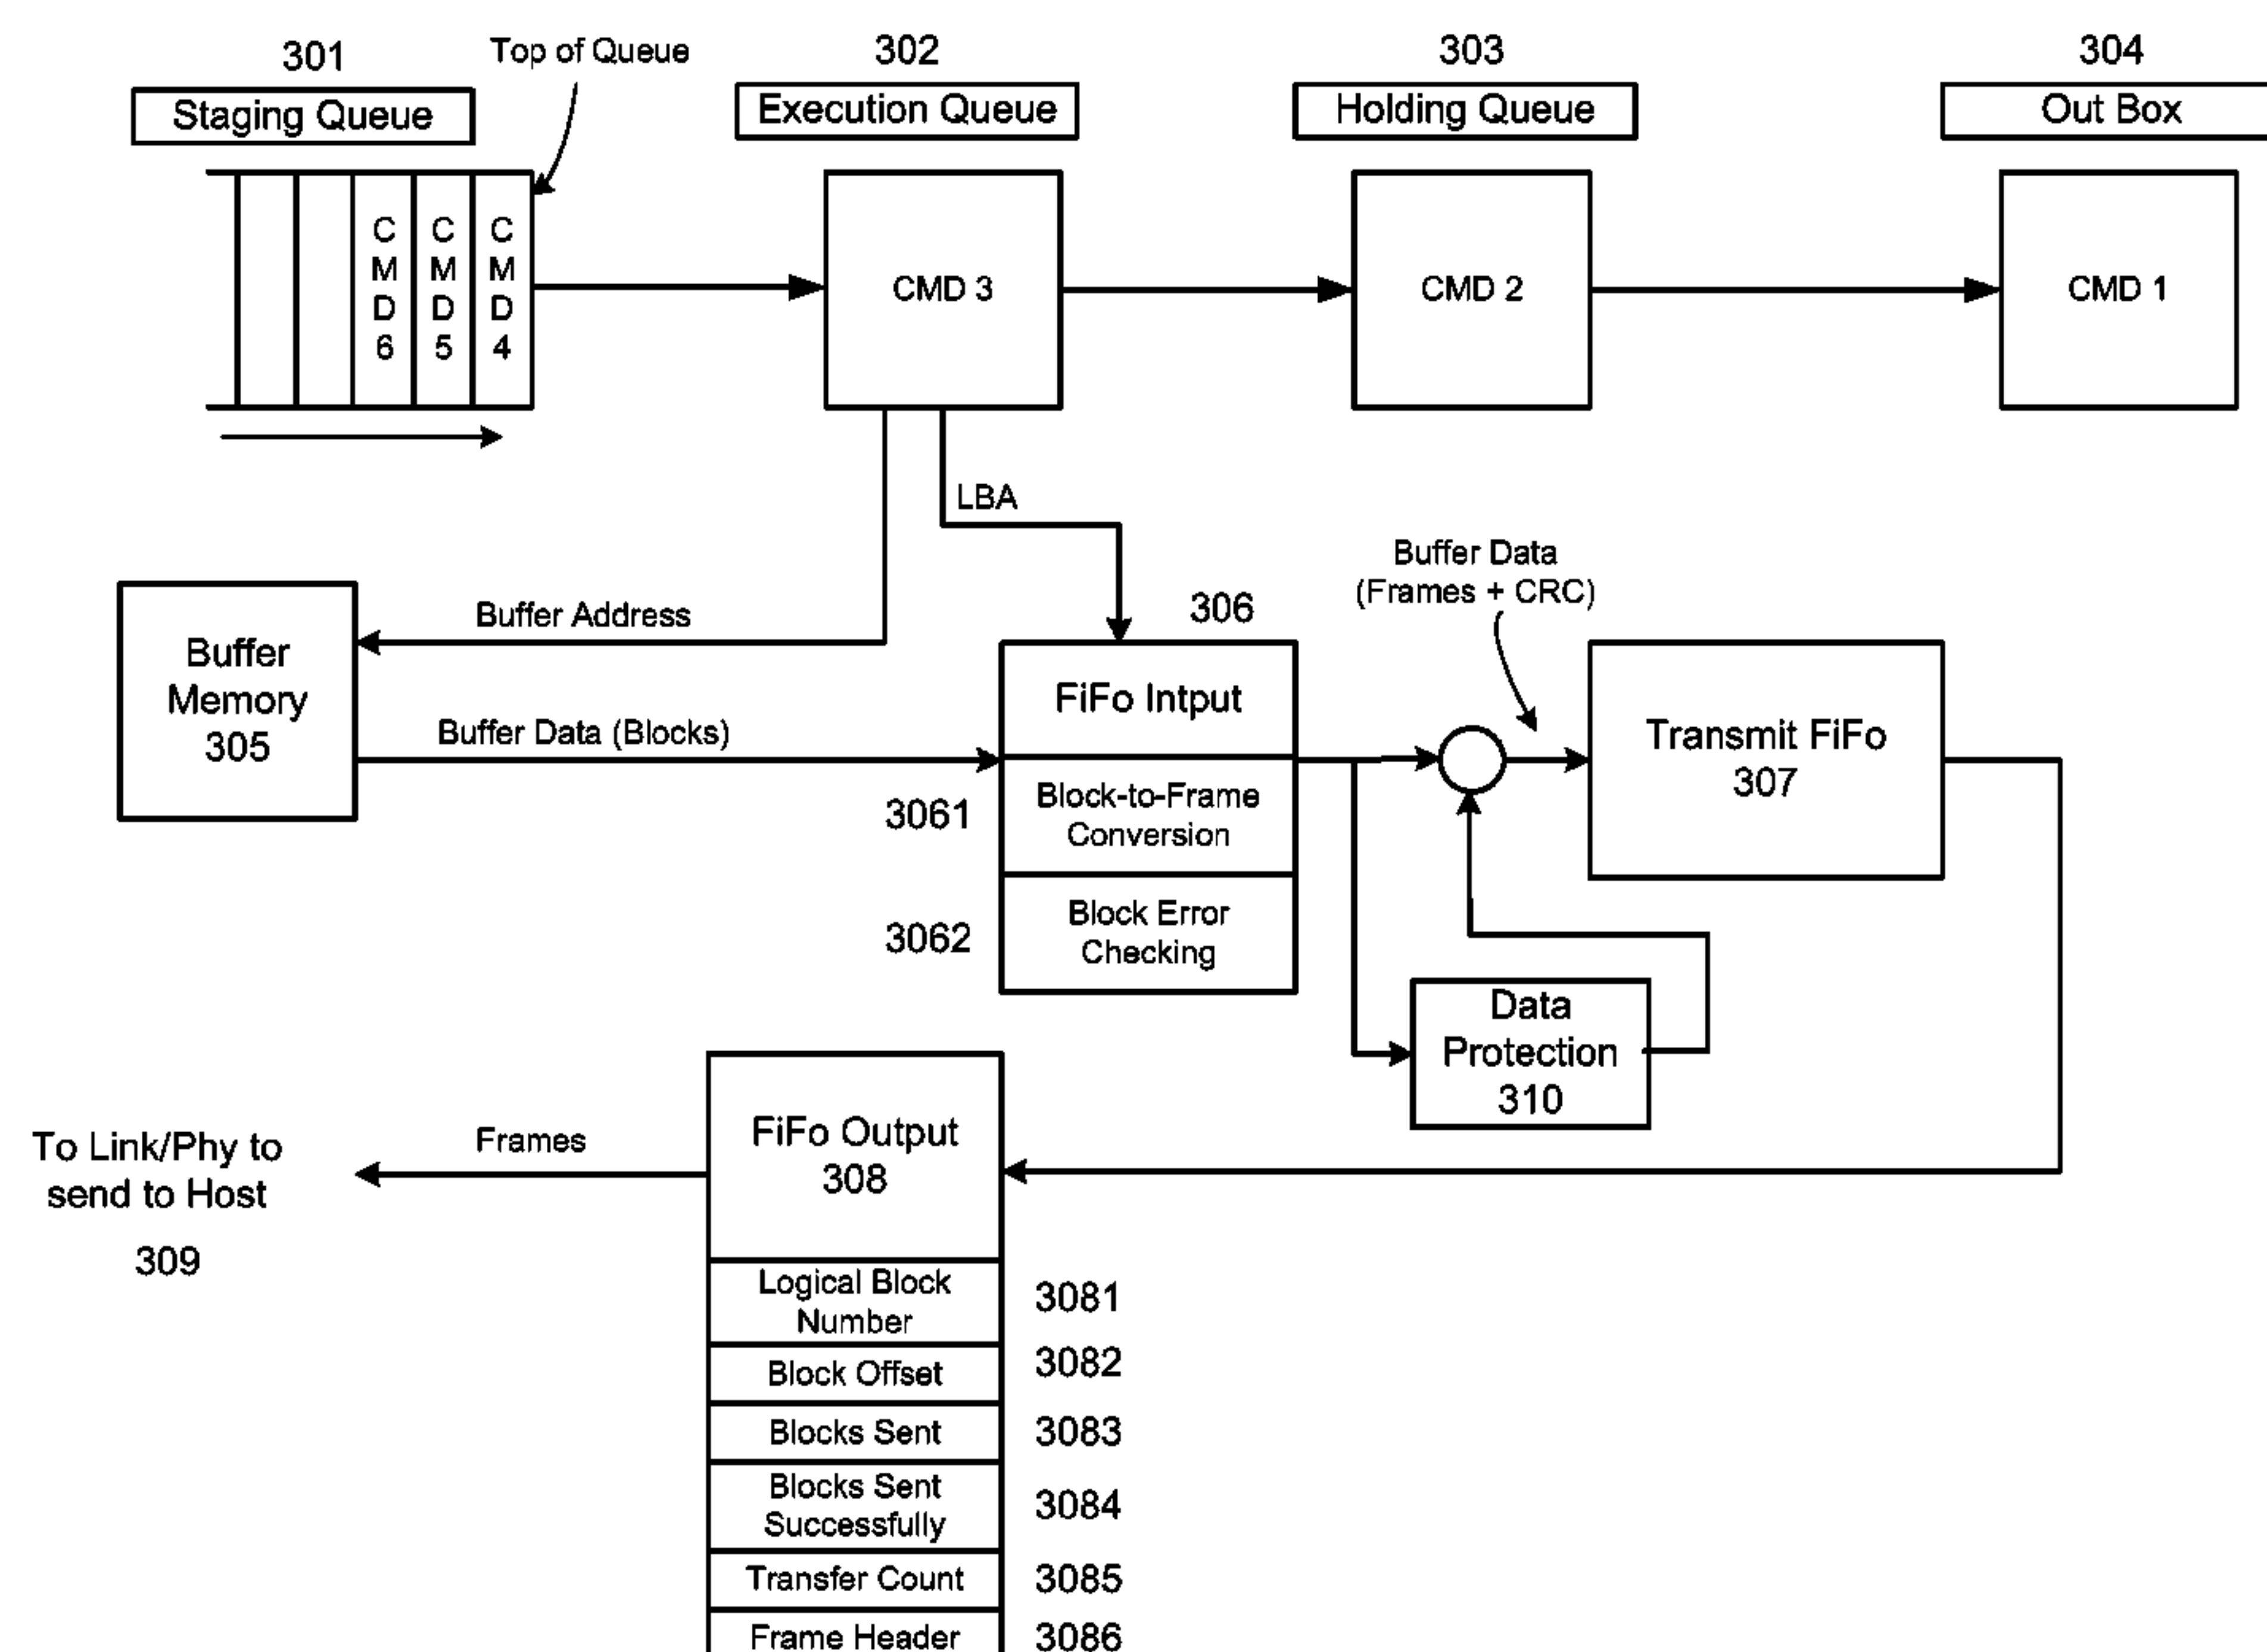 301
Top of Queue
302
303
304
Staging Queue
Execution Queue
Holding Queue
Out Box
CMD6
CMD5
CMD4
CMD 3
CMD 2
CMD 1
LBA
Buffer Data
(Frames + CRC)
Buffer Address
306
Buffer
Memory
305
FiFo Intput
Buffer Data (Blocks)
Transmit FiFo
307
3061
Block-to-Frame
Conversion
3062
Block Error
Checking
Data
Protection
310
To Link/Phy to
send to Host
309
Frames
FiFo Output
308
Logical Block
Number
3081
Block Offset
3082
Blocks Sent
3083
Blocks Sent
Successfully
3084
Transfer Count
3085
Frame Header
3086